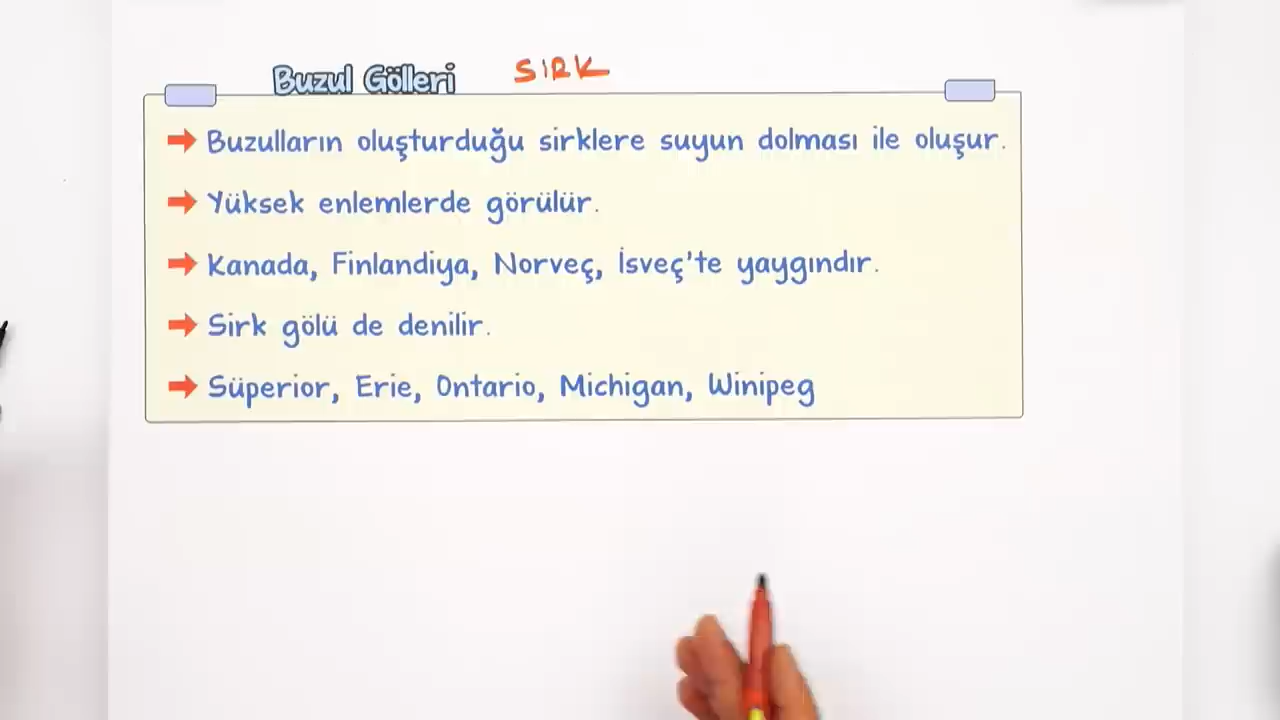 Buzul Gölleri SIRK
Buzulların oluşturduğu sirklere suyun dolması ile oluşur.
Yüksek enlemlerde görülür.
Kanada, Finlandiya, Norveç, İsveç'te yaygındır.
Sirk gölü de denilir.
Süperior, Erie, Ontario, Michigan, Winipeg